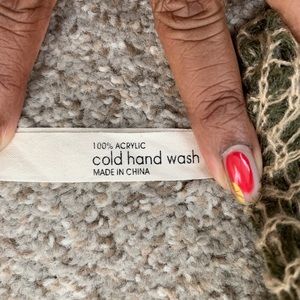 100% ACRYLIC
cold hand wash
MADE IN CHINA